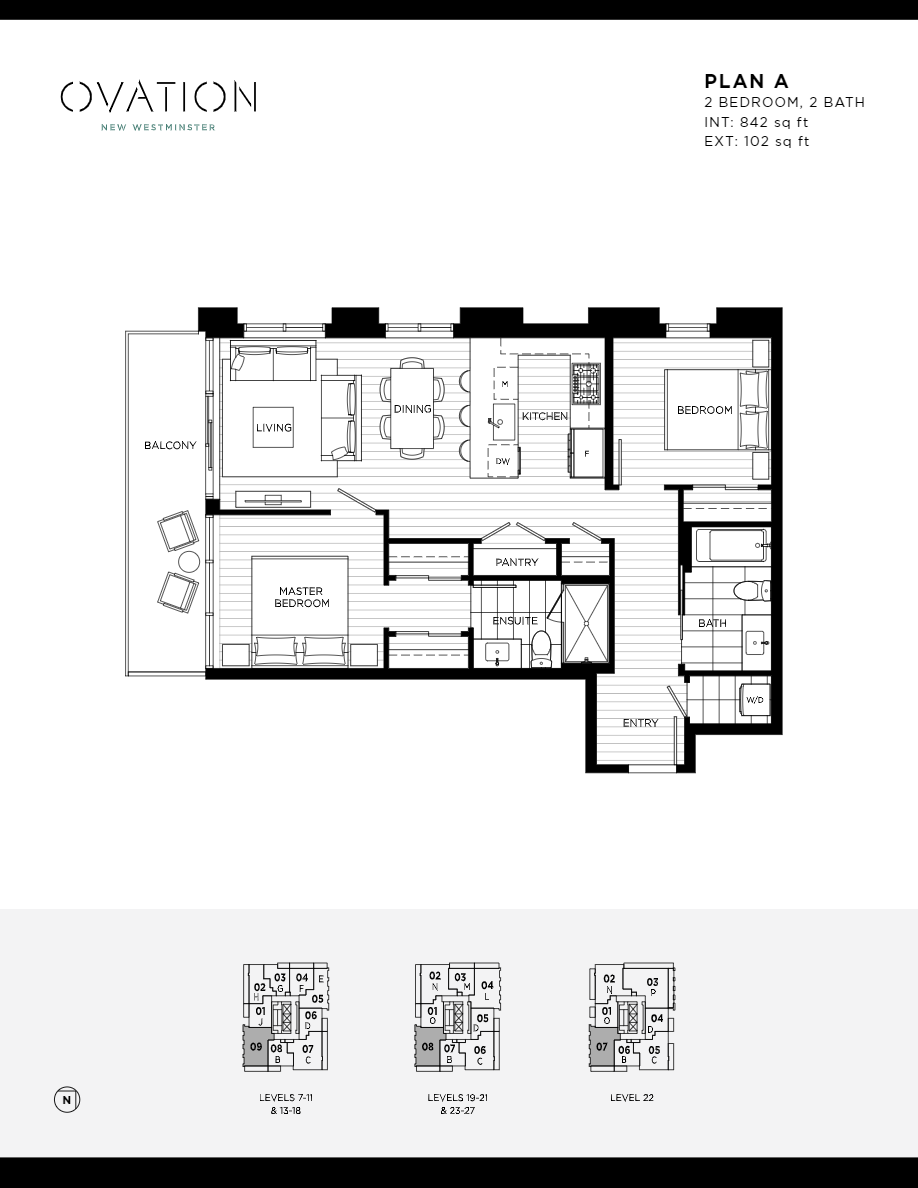 OVATION
NEW WESTMINSTER
PLAN A
2 BEDROOM, 2 BATH
INT: 842 sq ft
EXT: 102 sq ft
BALCONY
LIVING
DINING
M
DW
KITCHEN
F
BEDROOM
MASTER
BEDROOM
PANTRY
ENSUITE
BATH
ENTRY
W/D
02
H
03
G
04
F
E
05
01
J
06
D
09
08
B
07
C
LEVELS 7-11
& 13-18
02
N
03
M
04
L
01
O
05
D
08
07
B
06
C
LEVELS 19-21
& 23-27
02
N
03
P
01
O
04
D
07
06
B
05
C
LEVEL 22
N